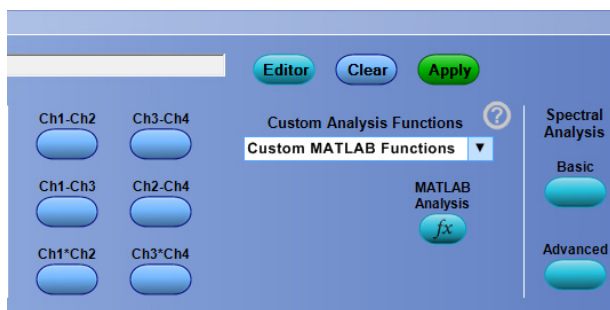 Editor Clear Apply
Ch1-Ch2 Ch3-Ch4 Custom Analysis Functions ? Spectral
Analysis
Custom MATLAB Functions ▼
Basic
Ch1-Ch3 Ch2-Ch4 MATLAB
Analysis
fx
Ch1*Ch2 Ch3*Ch4 Advanced